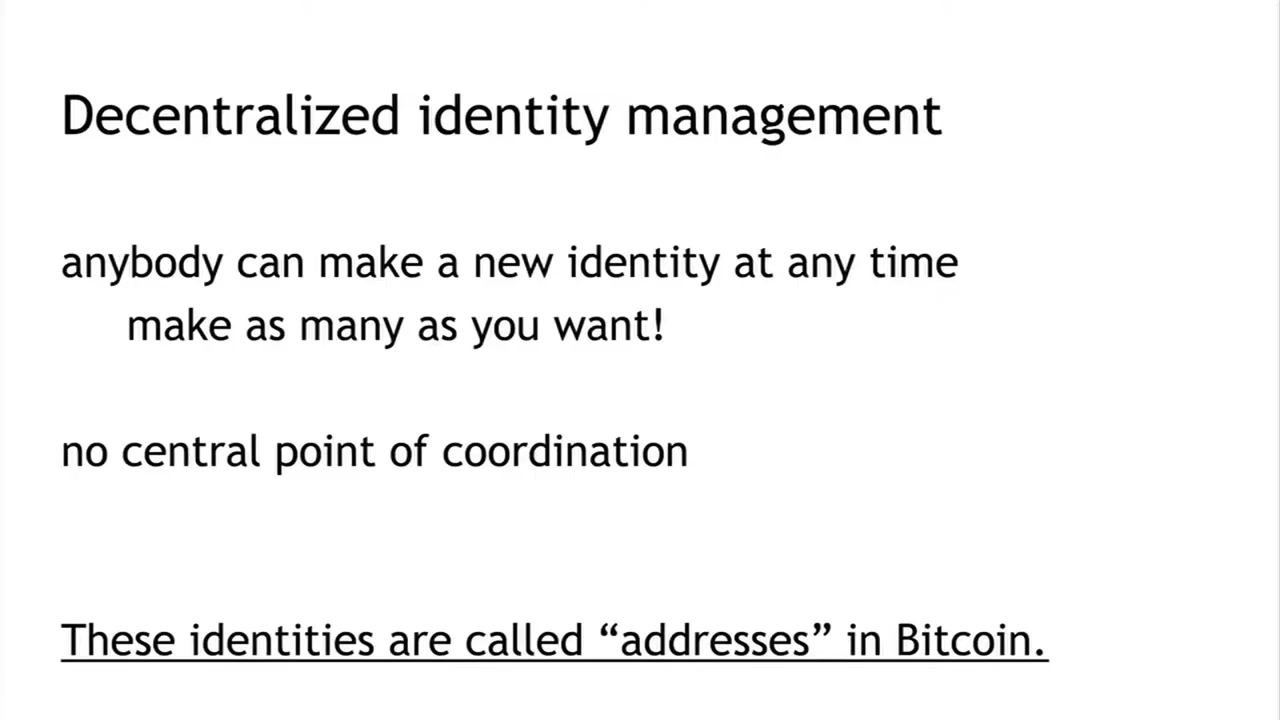 Decentralized identity management
anybody can make a new identity at any time
make as many as you want!
no central point of coordination
These identities are called “addresses” in Bitcoin.